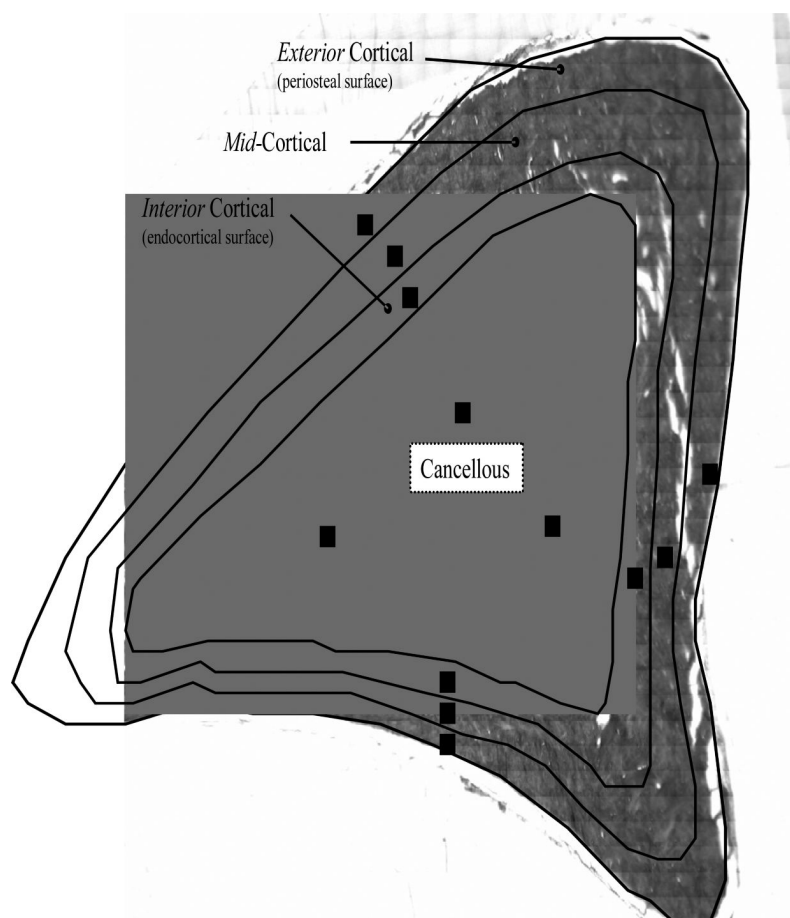 Exterior Cortical
(periosteal surface)
Mid-Cortical
Interior Cortical
(endocortical surface)
Cancellous